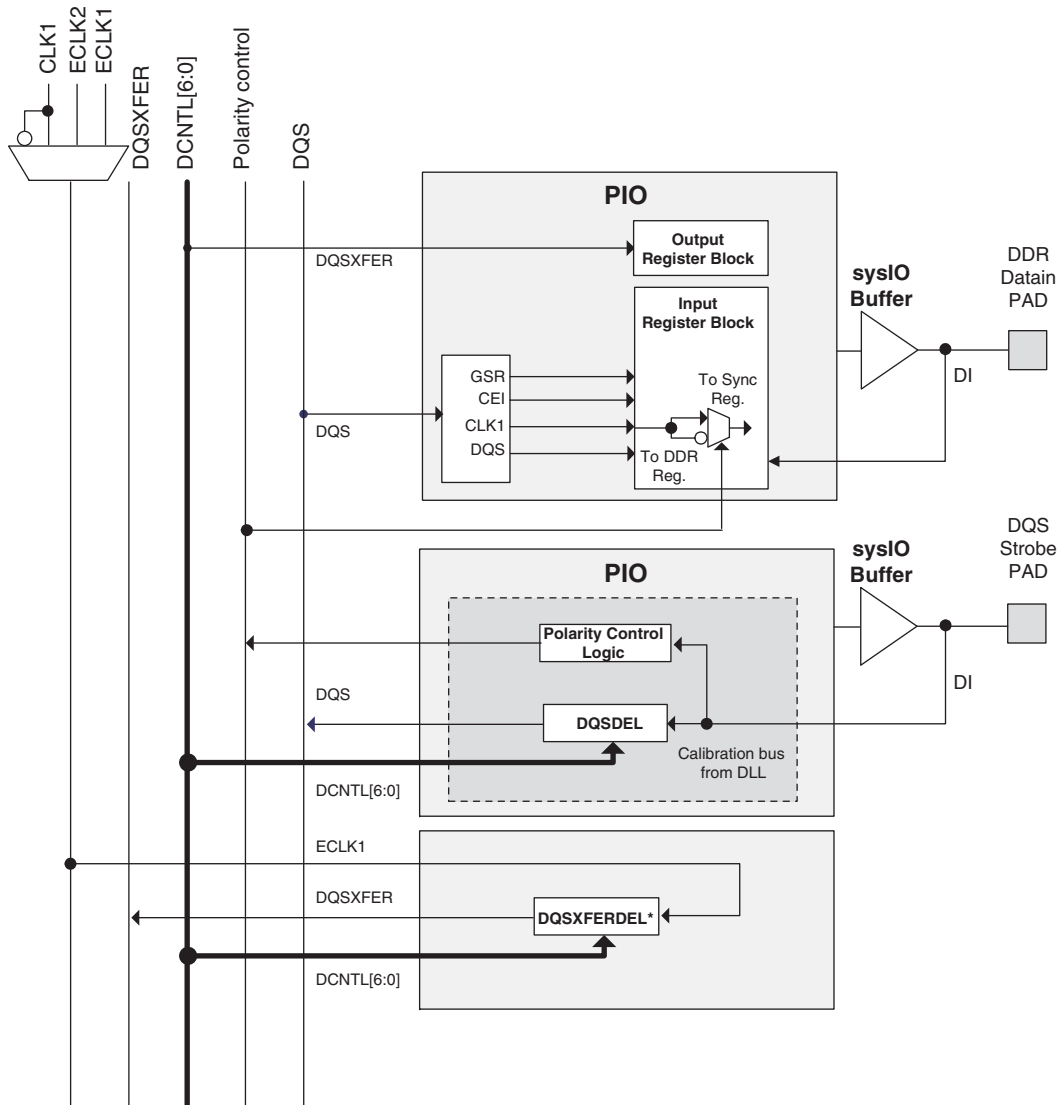 CLK1
ECLK2
ECLK1
DQSXFER
DCNTL[6:0]
Polarity control
DQS
PIO
DQSXFER
Output
Register Block
Input
Register Block
sysIO
Buffer
DDR
Datain
PAD
DI
GSR
CEI
CLK1
DQS
DQS
To Sync
Reg.
To DDR
Reg.
PIO
sysIO
Buffer
DQS
Strobe
PAD
DI
Polarity Control
Logic
DQS
DQSDEL
Calibration bus
from DLL
DCNTL[6:0]
ECLK1
DQSXFER
DQSXFERDEL*
DCNTL[6:0]